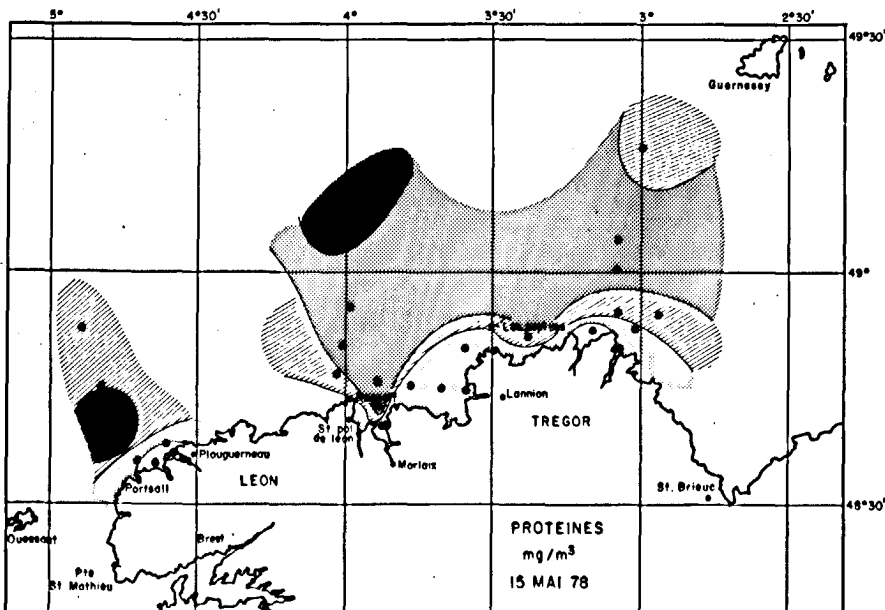 5° 4°30' 4° 3°30' 3° 2°30'
49°30'
Guernesey
49°
Lannion
St. pol
de léon
Plouguerneau
TREGOR
Morlaix
LEON
Portsall
St. Brieuc
48°30'
Ouessant
Brest
PROTEINES
mg/m³
Pte
St Mathieu
15 MAI 78